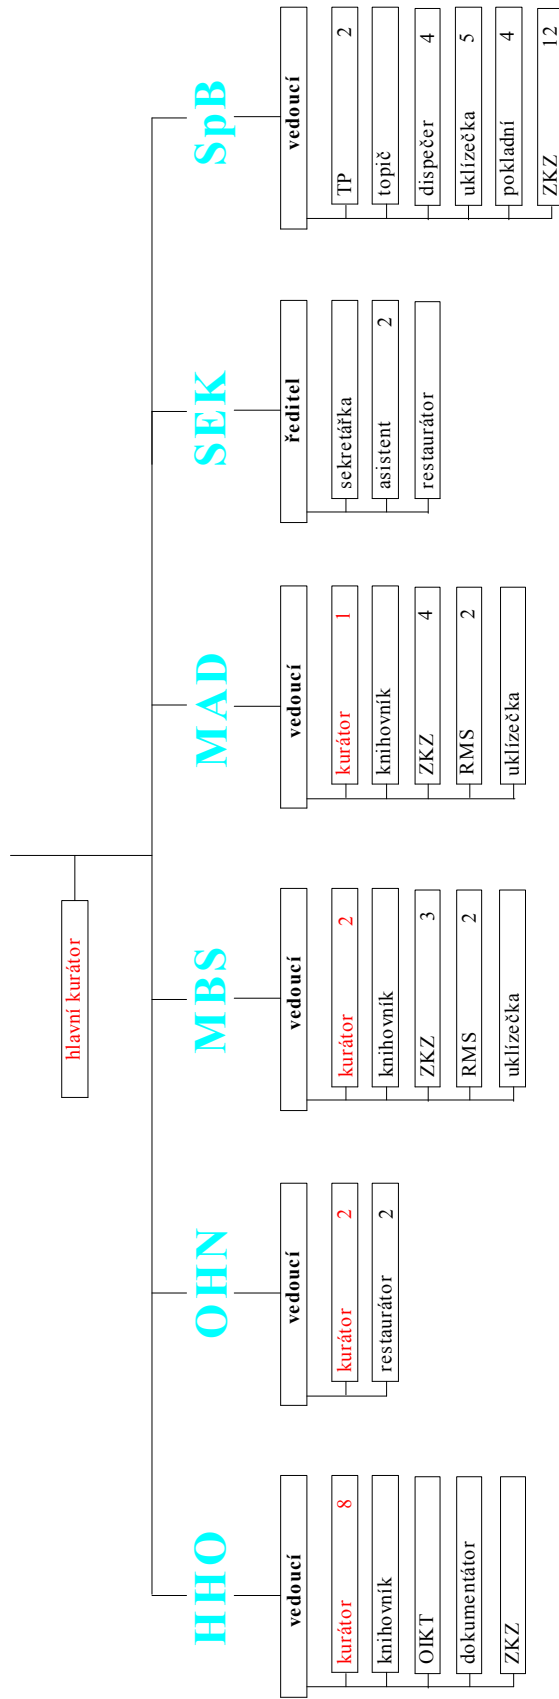 hlavní kurátor
HHO
vedoucí
kurátor 8
knihovník
OIKT
dokumentátor
ZKZ
OHN
vedoucí
kurátor 2
restaurátor 2
MBS
vedoucí
kurátor 2
knihovník
ZKZ 3
RMS 2
uklízečka
MAD
vedoucí
kurátor 1
knihovník
ZKZ 4
RMS 2
uklízečka
SEK
ředitel
sekretářka
asistent 2
restaurátor
SpB
vedoucí
TP 2
topič
dispečer 4
uklízečka 5
pokladní 4
ZKZ 12